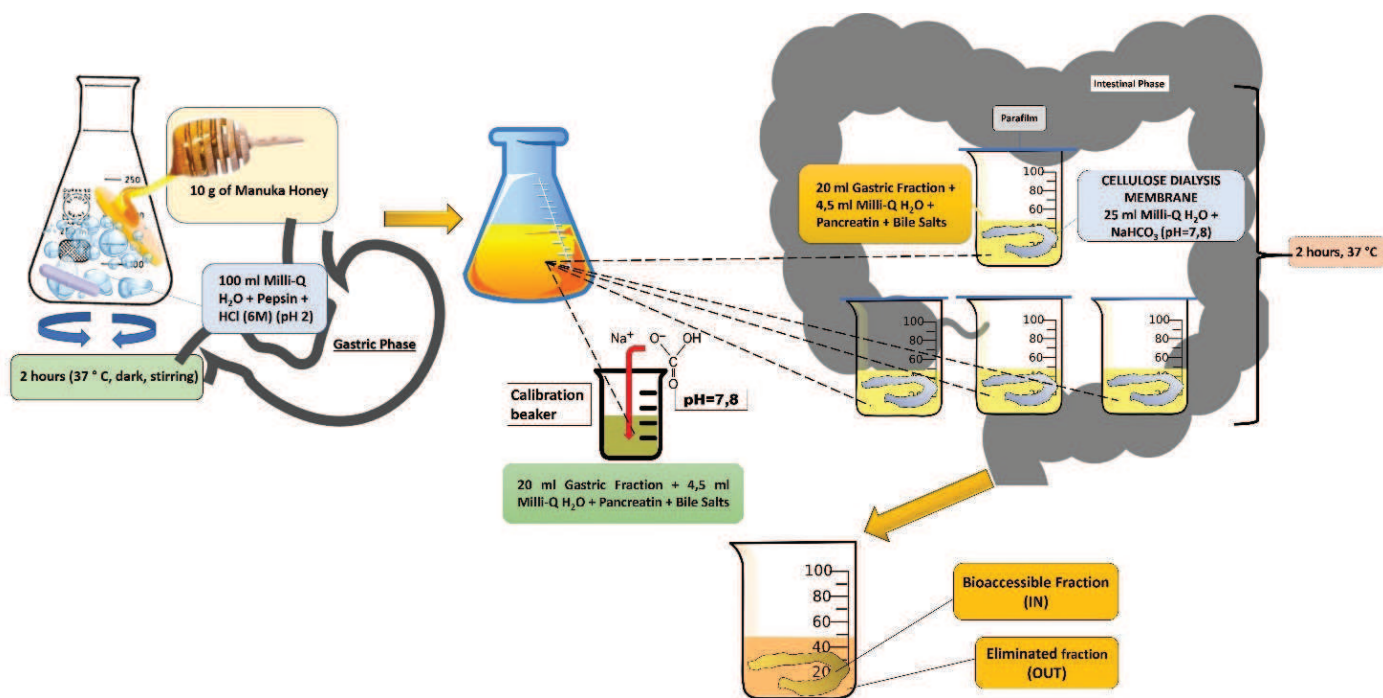 10 g of Manuka Honey
250
100 ml Milli-Q
H₂O + Pepsin +
HCl (6M) (pH 2)
Gastric Phase
2 hours (37 ° C, dark, stirring)
Na⁺
O⁻
OH
C
O
pH=7,8
Calibration
beaker
20 ml Gastric Fraction + 4,5 ml
Milli-Q H₂O + Pancreatin + Bile Salts
Intestinal Phase
Parafilm
20 ml Gastric Fraction +
4,5 ml Milli-Q H₂O +
Pancreatin + Bile Salts
100
80
60
CELLULOSE DIALYSIS
MEMBRANE
25 ml Milli-Q H₂O +
NaHCO₃ (pH=7,8)
2 hours, 37 °C
100
80
60
100
80
60
100
80
60
100
80
60
40
20
Bioaccessible Fraction
(IN)
Eliminated fraction
(OUT)